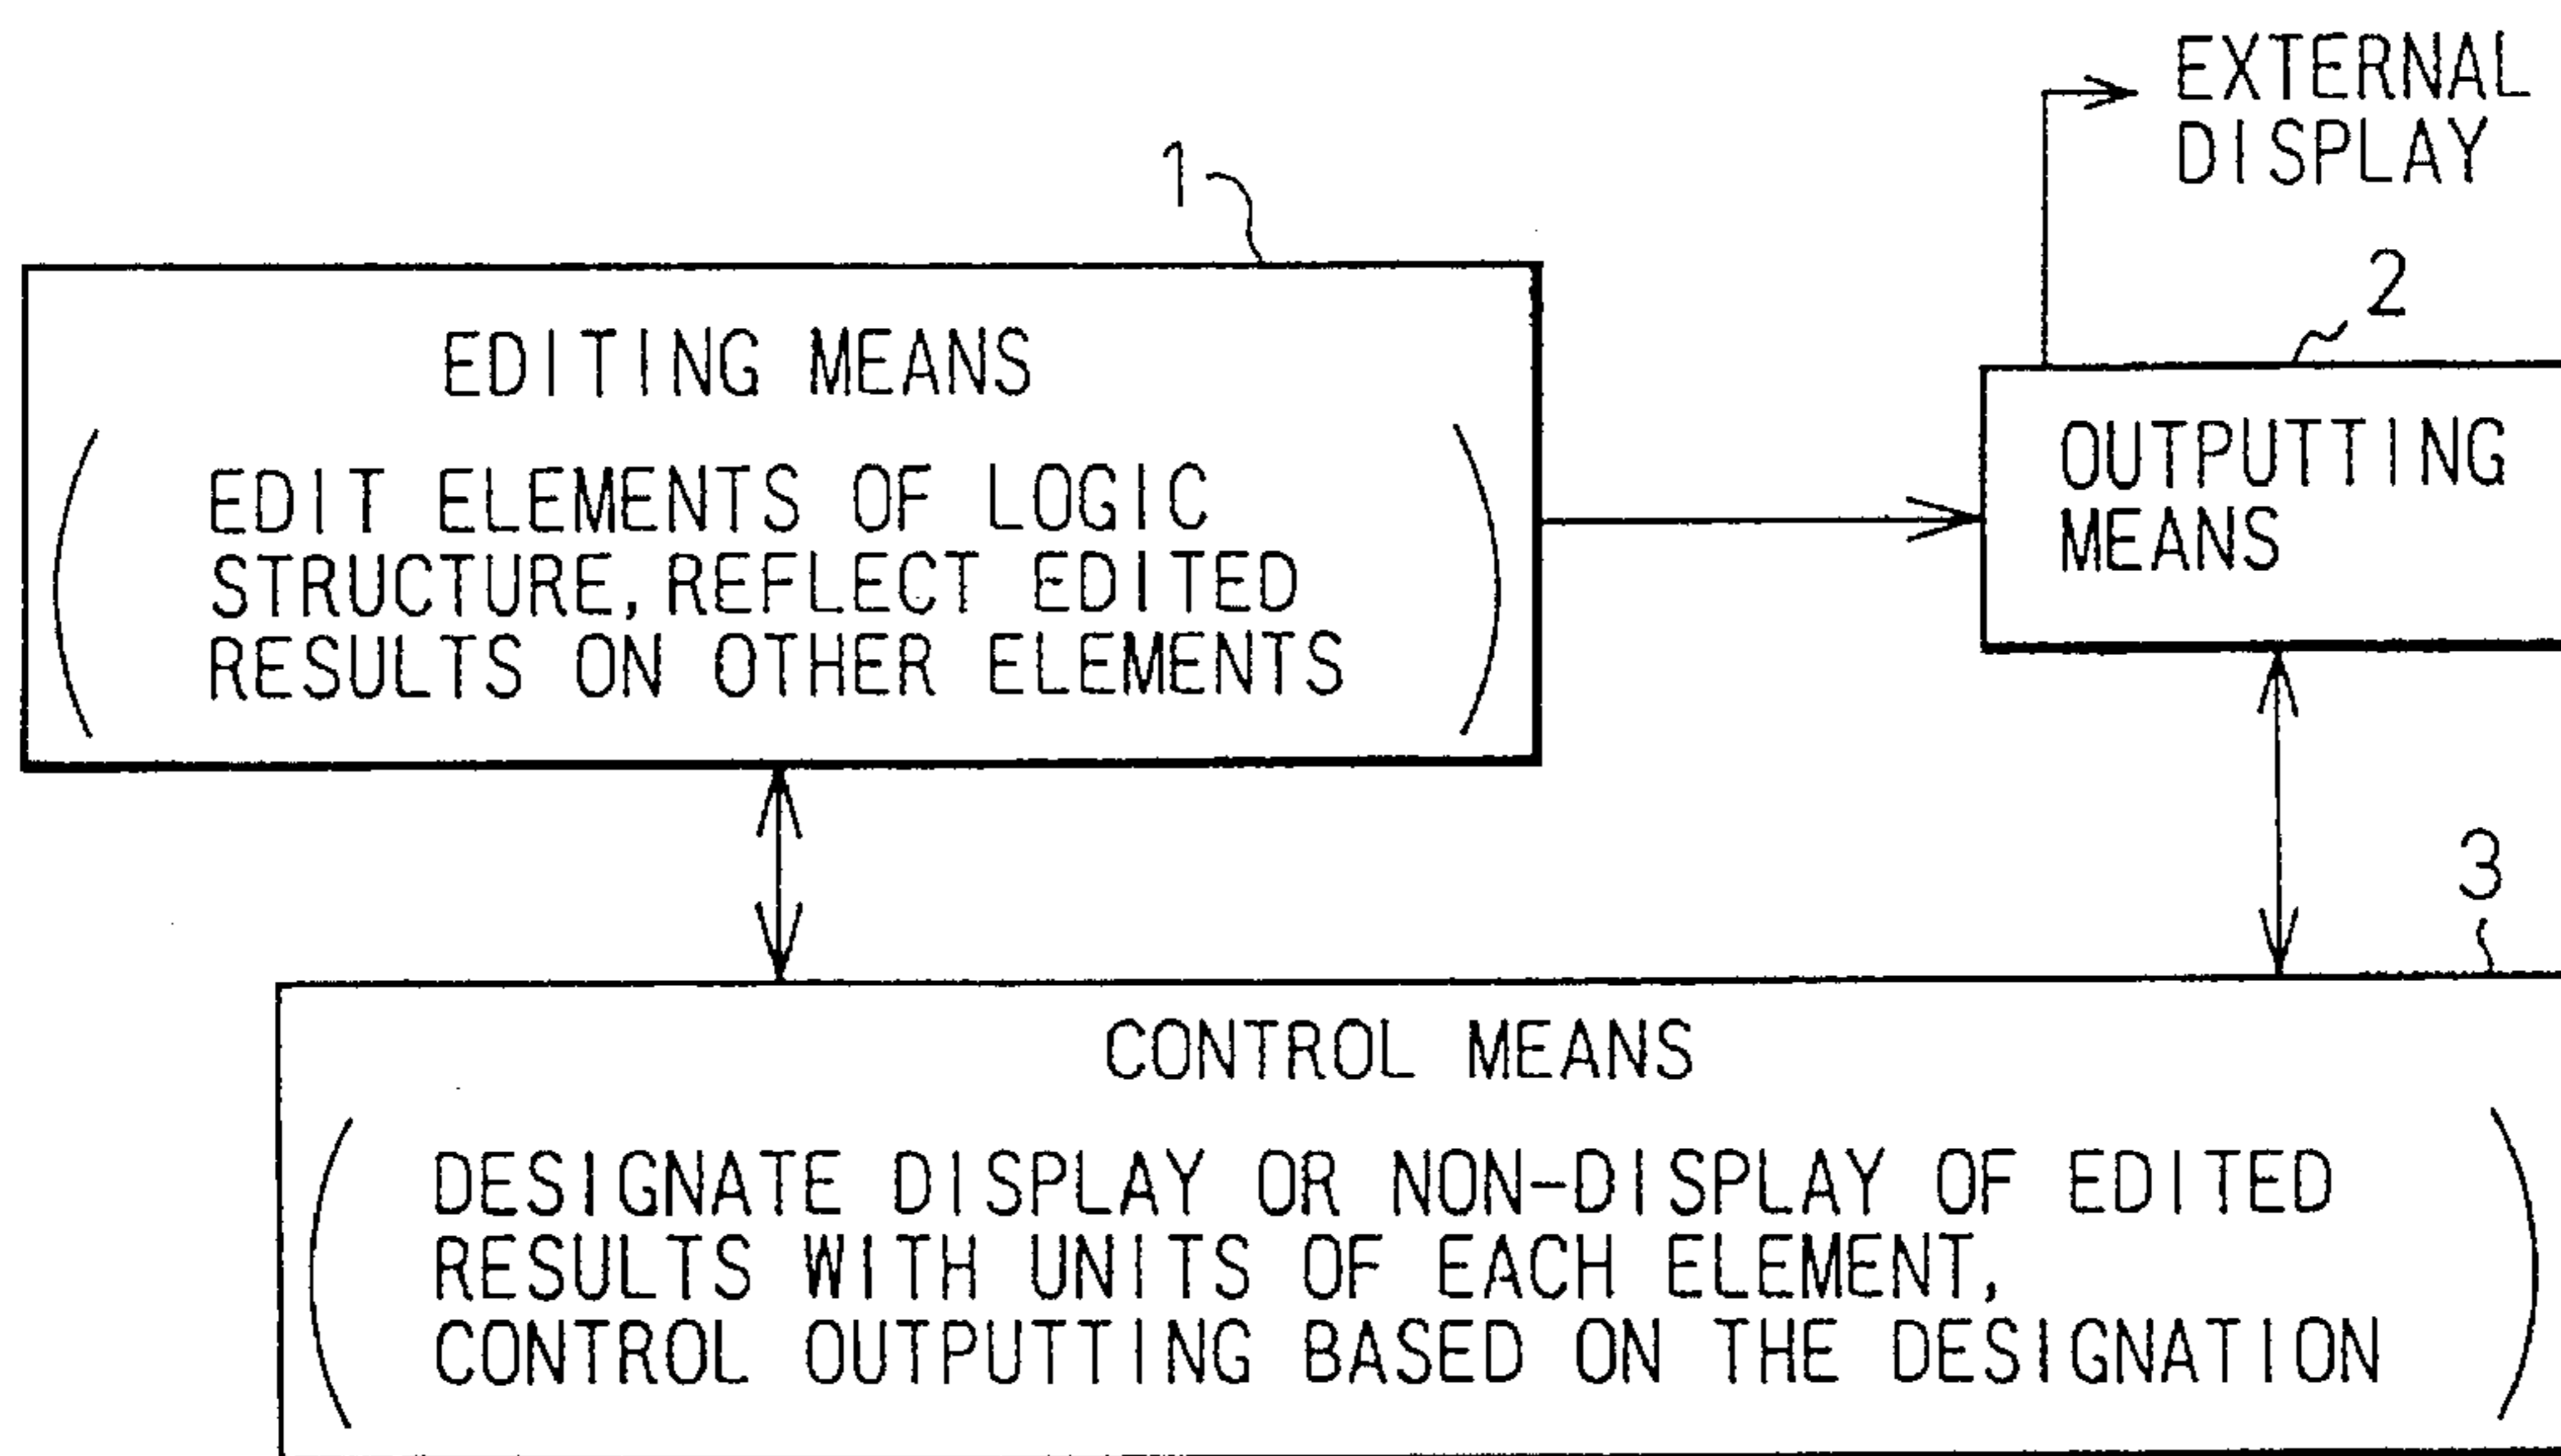 EXTERNAL
DISPLAY
1
2
EDITING MEANS
EDIT ELEMENTS OF LOGIC
STRUCTURE, REFLECT EDITED
RESULTS ON OTHER ELEMENTS
OUTPUTTING
MEANS
3
CONTROL MEANS
DESIGNATE DISPLAY OR NON-DISPLAY OF EDITED
RESULTS WITH UNITS OF EACH ELEMENT,
CONTROL OUTPUTTING BASED ON THE DESIGNATION